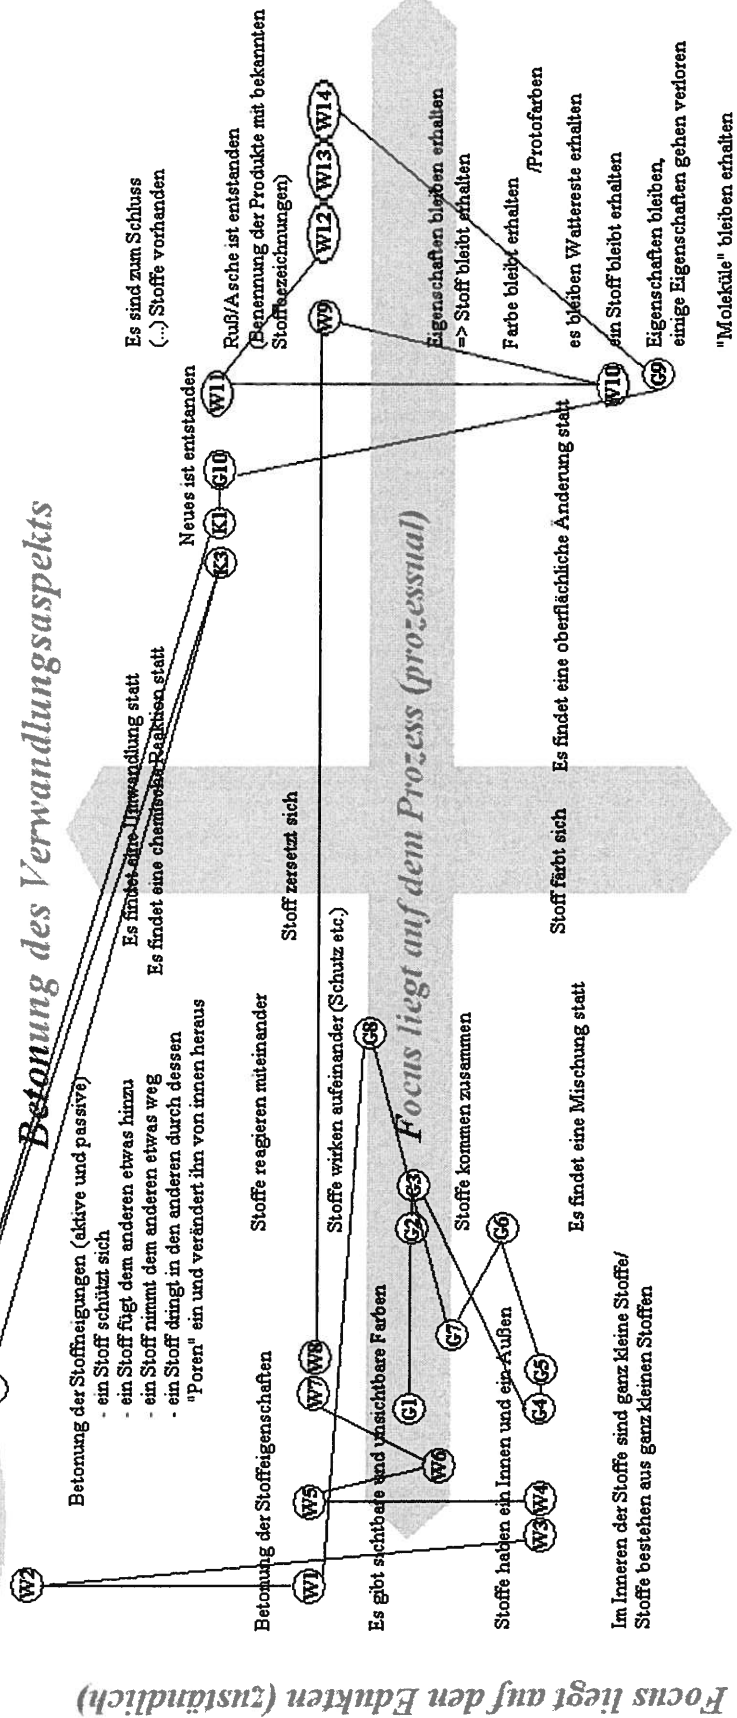 Betonung des Verwandlungsaspekts
Focus liegt auf den Edukten (zuständlich)
Focus liegt auf dem Prozess (prozessual)
Betonung der Stoffneigungen (aktive und passive)
- ein Stoff schützt sich
- ein Stoff fügt dem anderen etwas hinzu
- ein Stoff nimmt dem anderen etwas weg
- ein Stoff dringt in den anderen durch dessen
"Poren" ein und verändert ihn von innen heraus
Betonung der Stoffeigenschaften
Es gibt sichtbare und unsichtbare Farben
Stoffe haben ein Innen und ein Außen
Im Inneren der Stoffe sind ganz kleine Stoffe/
Stoffe bestehen aus ganz kleinen Stoffen
Es findet eine Umwandlung statt
Es findet eine chemische Reaktion statt
Stoffe reagieren miteinander
Stoff zersetzt sich
Stoffe wirken aufeinander (Schutz etc.)
Stoffe kommen zusammen
Es findet eine Mischung statt
Stoff färbt sich
Es findet eine oberflächliche Änderung statt
Neues ist entstanden
Es sind zum Schluss
(...) Stoffe vorhanden
Ruß/Asche ist entstanden
(Benennung der Produkte mit bekannten
Stoffbezeichnungen)
Eigenschaften bleiben erhalten
=> Stoff bleibt erhalten
Farbe bleibt erhalten
/Protofarben
es bleiben Wattereste erhalten
ein Stoff bleibt erhalten
Eigenschaften bleiben,
einige Eigenschaften gehen verloren
"Moleküle" bleiben erhalten
W2
W1
W3
W4
W5
W6
W7
W8
G1
G2
G3
G4
G5
G6
G7
G8
K3
K1
G10
W11
W9
W12
W13
W14
W10
G9